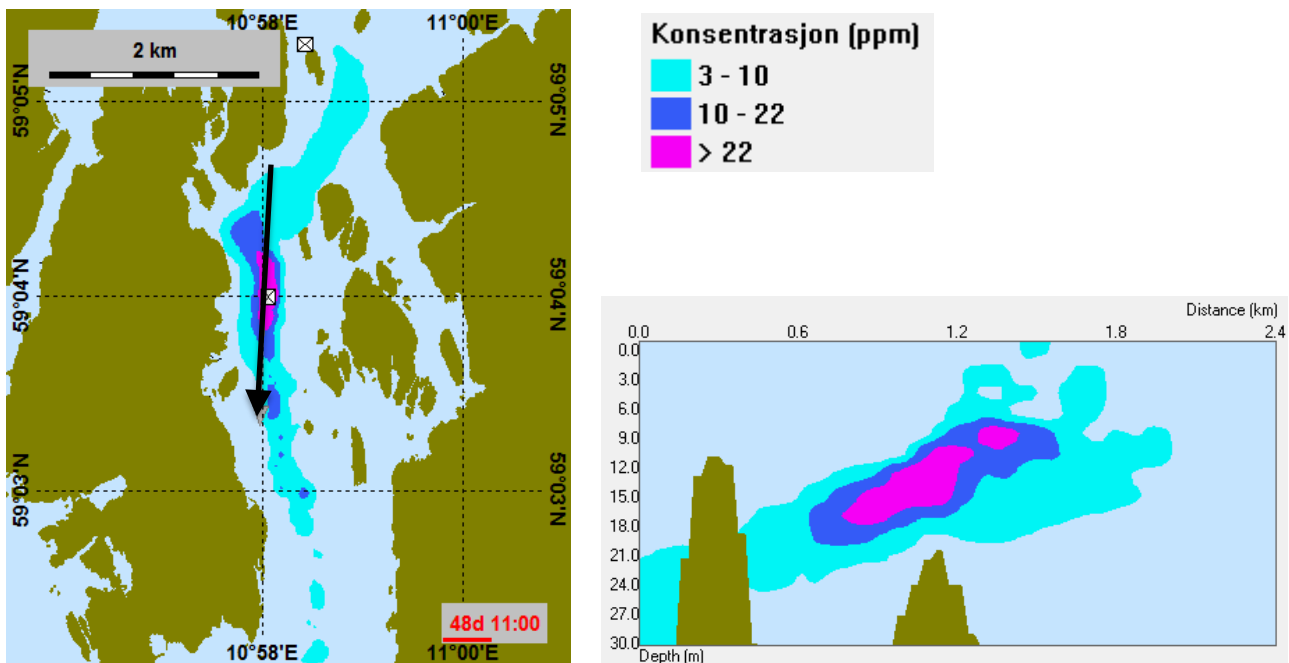 10°58'E
11°00'E
2 km
59°05'N
59°05'N
59°04'N
59°04'N
59°03'N
59°03'N
48d 11:00
10°58'E
11°00'E
Konsentrasjon (ppm)
3 - 10
10 - 22
> 22
Distance (km)
0.0 0.6 1.2 1.8 2.4
0.0
3.0
6.0
9.0
12.0
15.0
18.0
21.0
24.0
27.0
30.0
Depth (m)